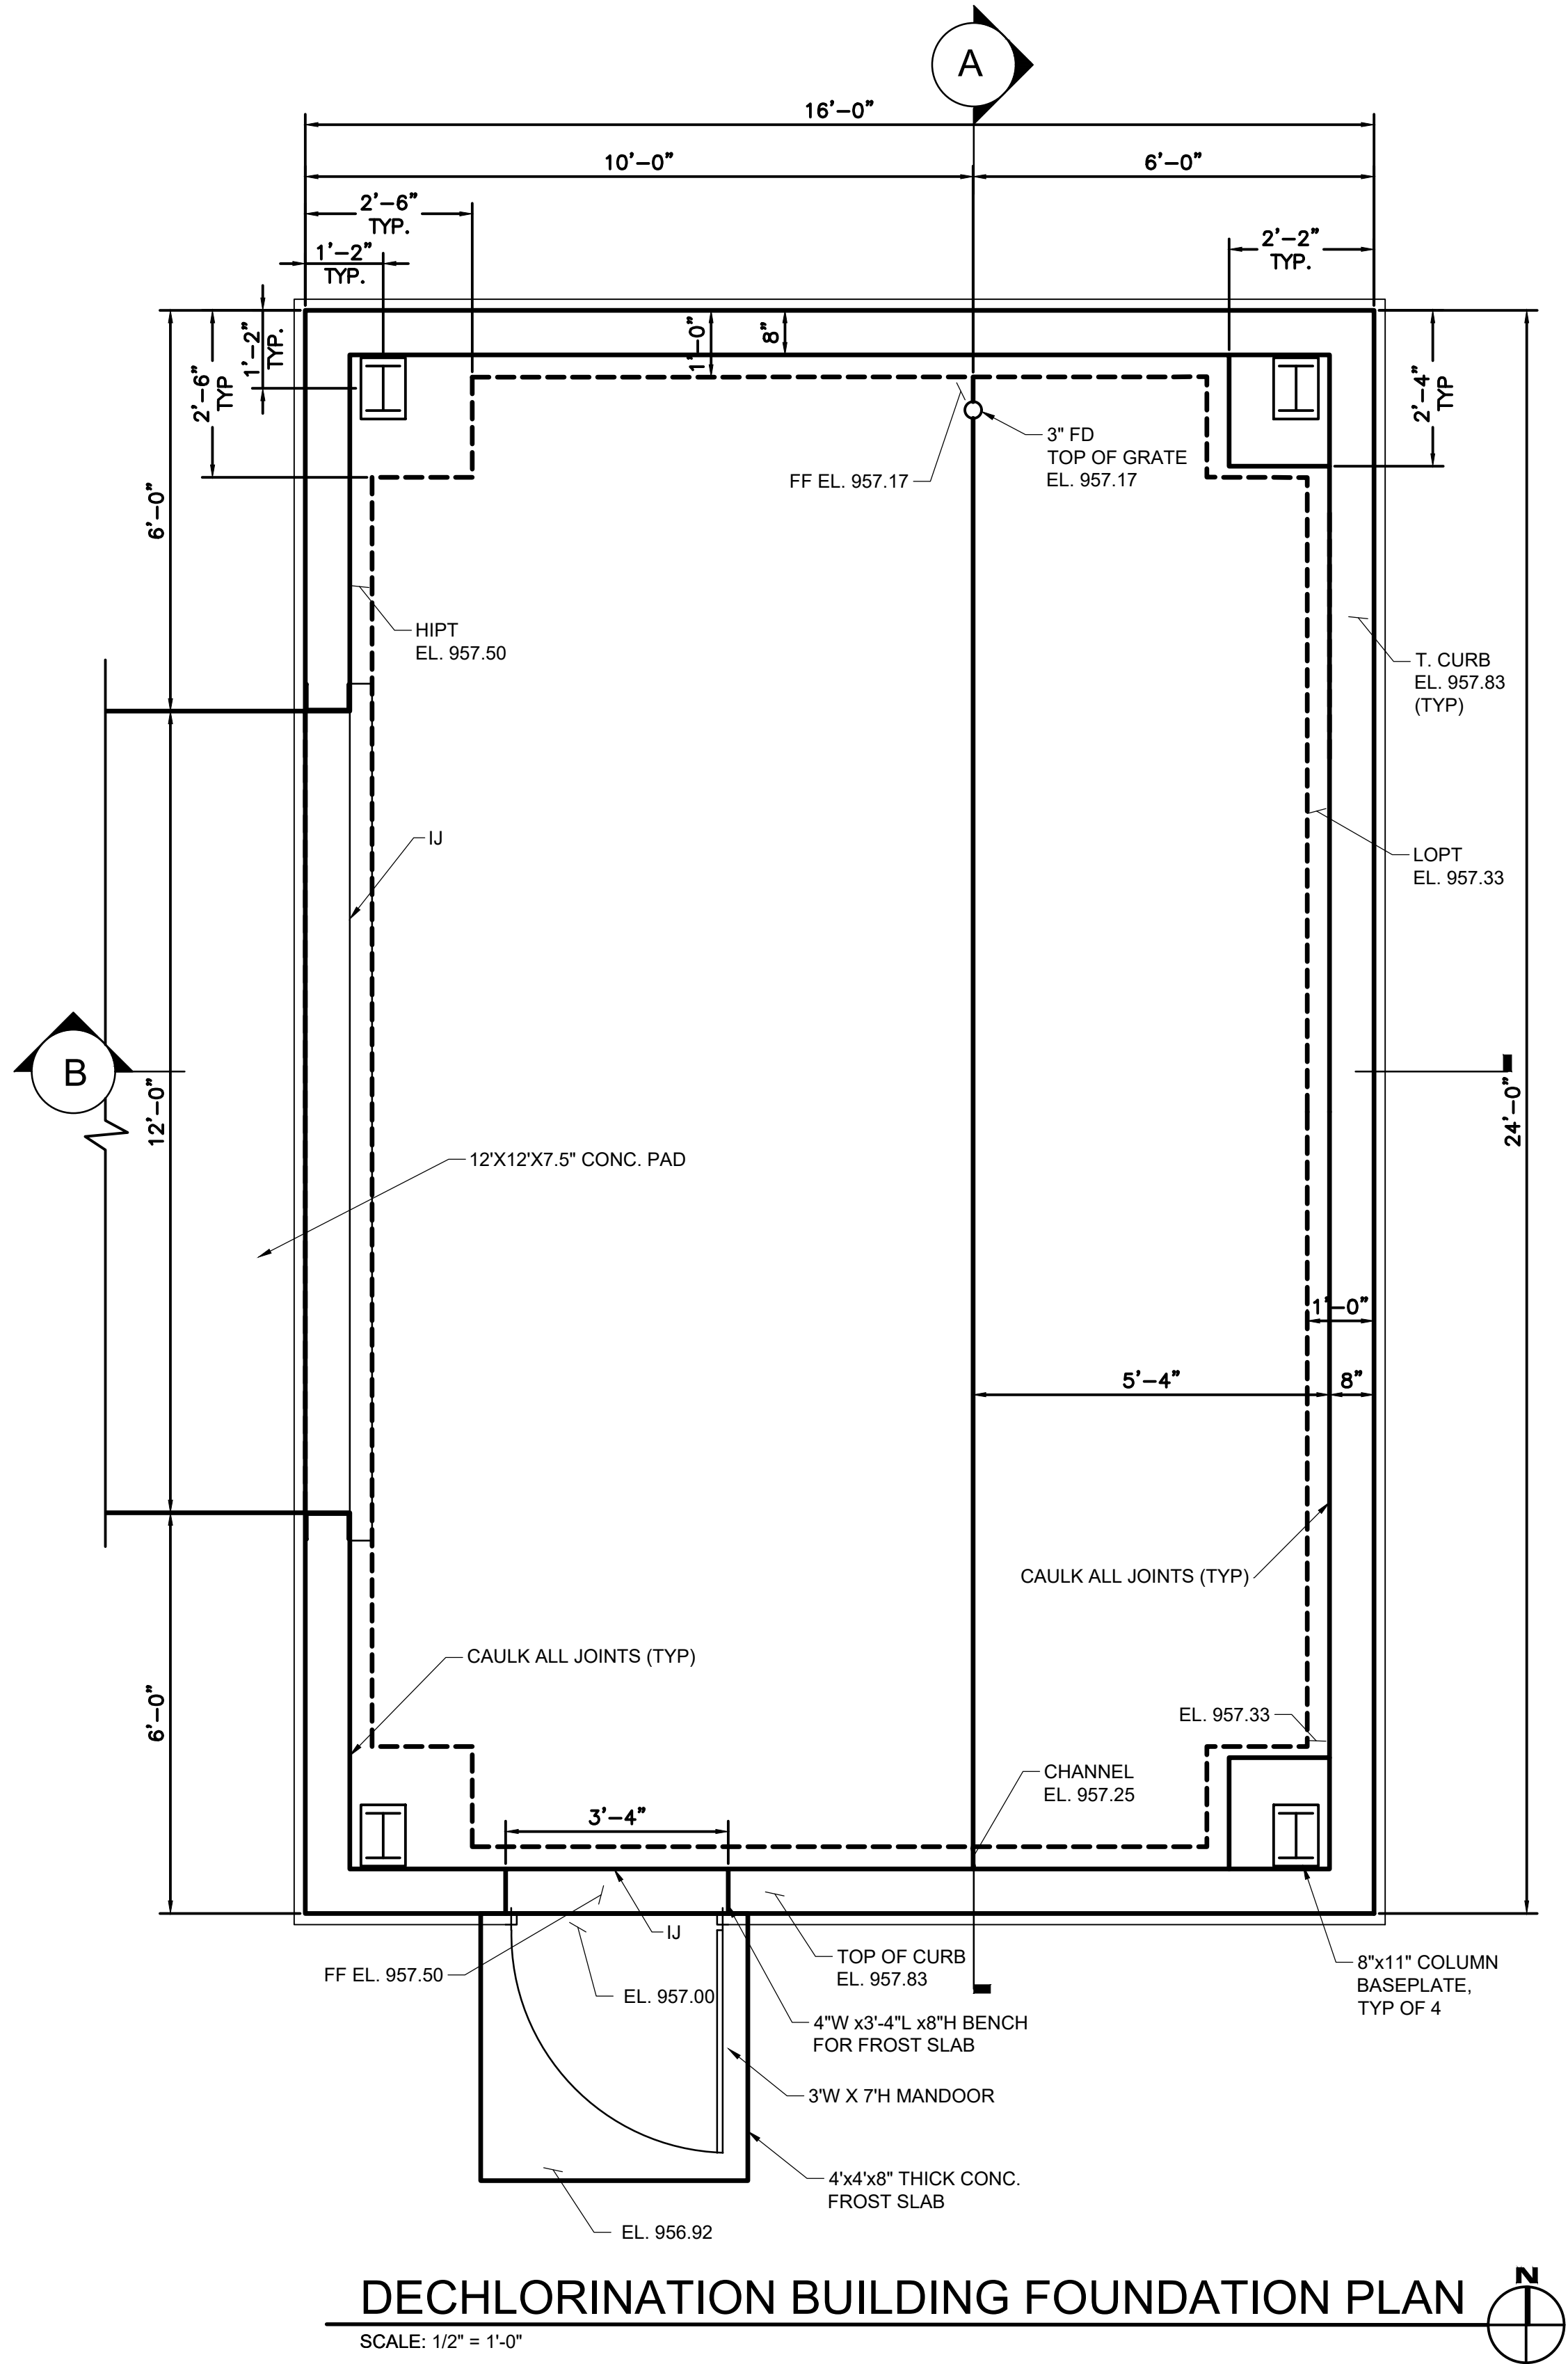 A
16'-0"
10'-0"
6'-0"
2'-6"
TYP.
2'-2"
TYP.
1'-2"
TYP.
1'-2"
TYP.
2'-6"
TYP
1'-0"
8"
2'-4"
TYP
3" FD
TOP OF GRATE
EL. 957.17
FF EL. 957.17
6'-0"
HIPT
EL. 957.50
T. CURB
EL. 957.83
(TYP)
IJ
LOPT
EL. 957.33
B
12'-0"
24'-0"
12'X12'X7.5" CONC. PAD
1'-0"
5'-4"
8"
CAULK ALL JOINTS (TYP)
CAULK ALL JOINTS (TYP)
6'-0"
EL. 957.33
CHANNEL
EL. 957.25
3'-4"
IJ
FF EL. 957.50
EL. 957.00
TOP OF CURB
EL. 957.83
8"x11" COLUMN
BASEPLATE,
TYP OF 4
4"W x3'-4"L x8"H BENCH
FOR FROST SLAB
3'W X 7'H MANDOOR
4'x4'x8" THICK CONC.
FROST SLAB
EL. 956.92
DECHLORINATION BUILDING FOUNDATION PLAN
N
SCALE: 1/2" = 1'-0"